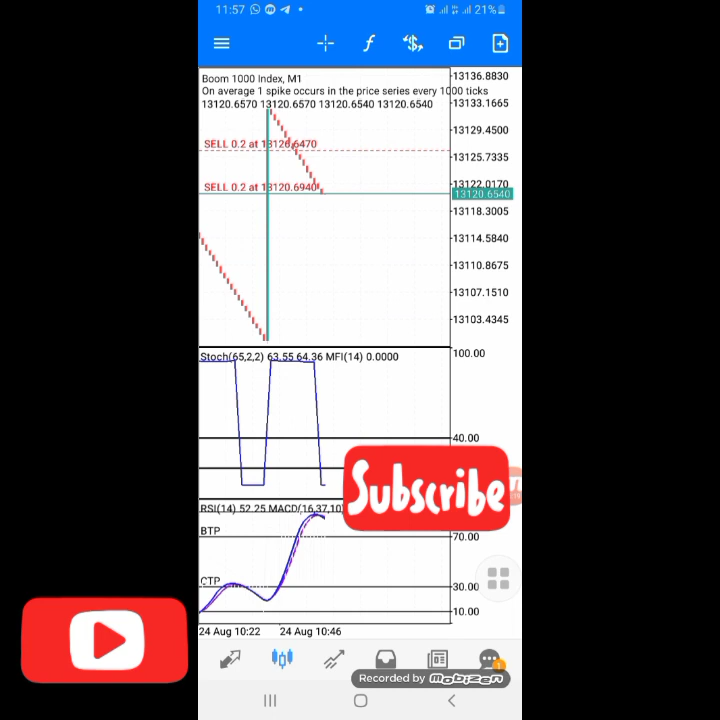 11:57
21%
Boom 1000 Index, M1
On average 1 spike occurs in the price series every 1000 ticks
13120.6570 13120.6570 13120.6540 13120.6540
SELL 0.2 at 13126.6470
SELL 0.2 at 13120.6940
13136.8830
13133.1665
13129.4500
13125.7335
13122.0170
13120.6540
13118.3005
13114.5840
13110.8675
13107.1510
13103.4345
Stoch(65,2,2) 63.55 64.36 MFI(14) 0.0000
100.00
40.00
Subscribe
RSI(14) 52.25 MACD(16,37,10)
BTP
70.00
CTP
30.00
10.00
24 Aug 10:22 24 Aug 10:46
1
Recorded by Mobizen